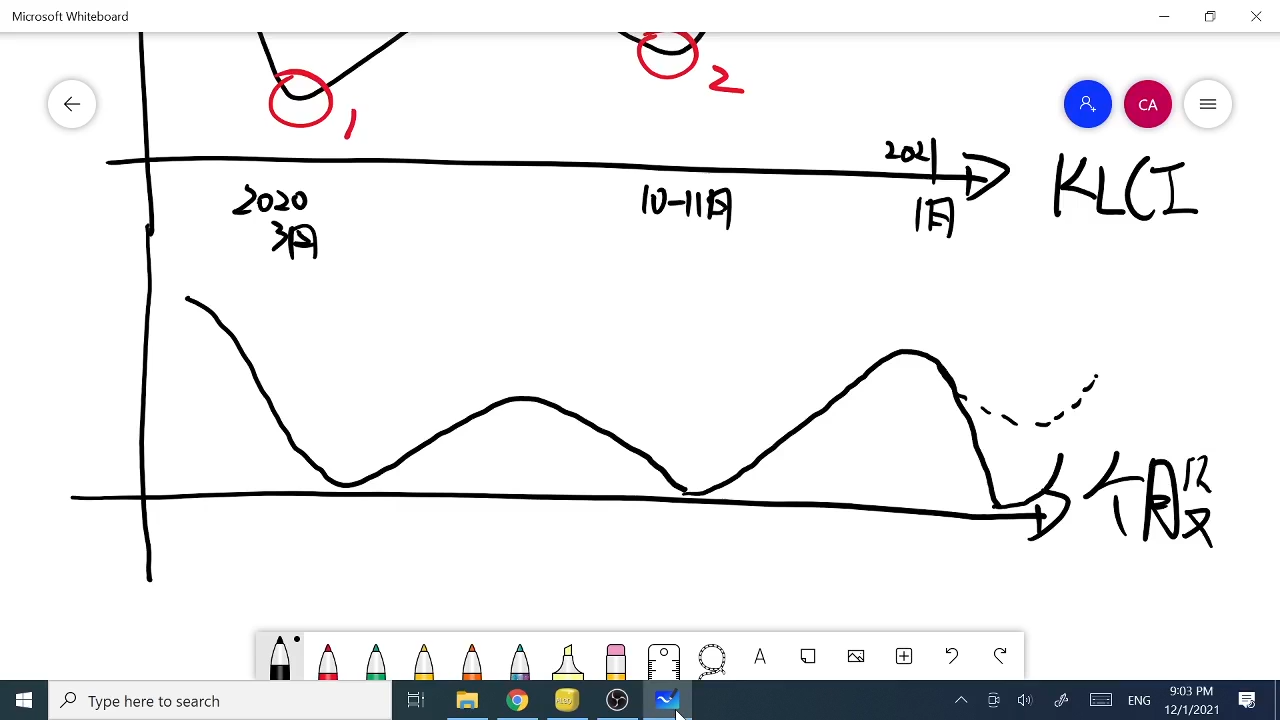 Microsoft Whiteboard
1
2
CA
2021
KLCI
2020
3月
10-11月
1月
个股
A
Type here to search
ENG
9:03 PM
12/1/2021